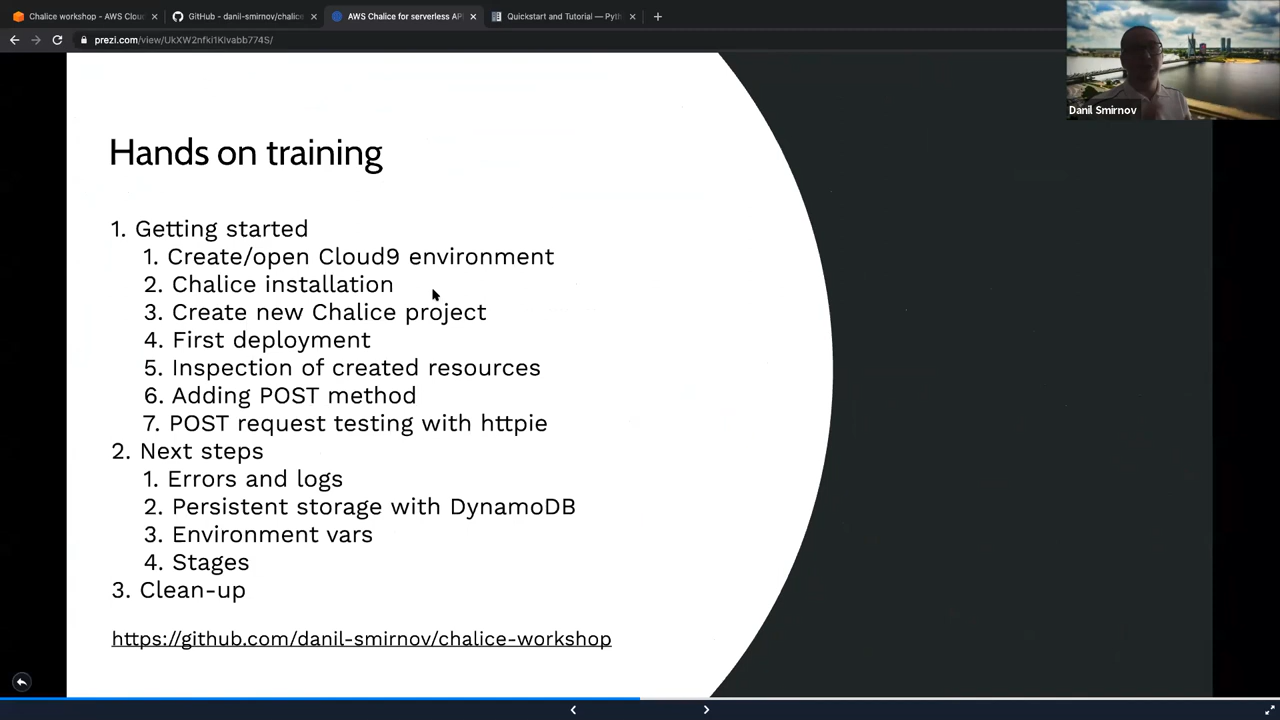 Chalice workshop - AWS Clou
GitHub - danil-smirnov/chalice
AWS Chalice for serverless API
Quickstart and Tutorial — Pyt
prezi.com/view/UkXW2nfki1KIvabb774S/
Danil Smirnov
Hands on training
1. Getting started
1. Create/open Cloud9 environment
2. Chalice installation
3. Create new Chalice project
4. First deployment
5. Inspection of created resources
6. Adding POST method
7. POST request testing with httpie
2. Next steps
1. Errors and logs
2. Persistent storage with DynamoDB
3. Environment vars
4. Stages
3. Clean-up
https://github.com/danil-smirnov/chalice-workshop